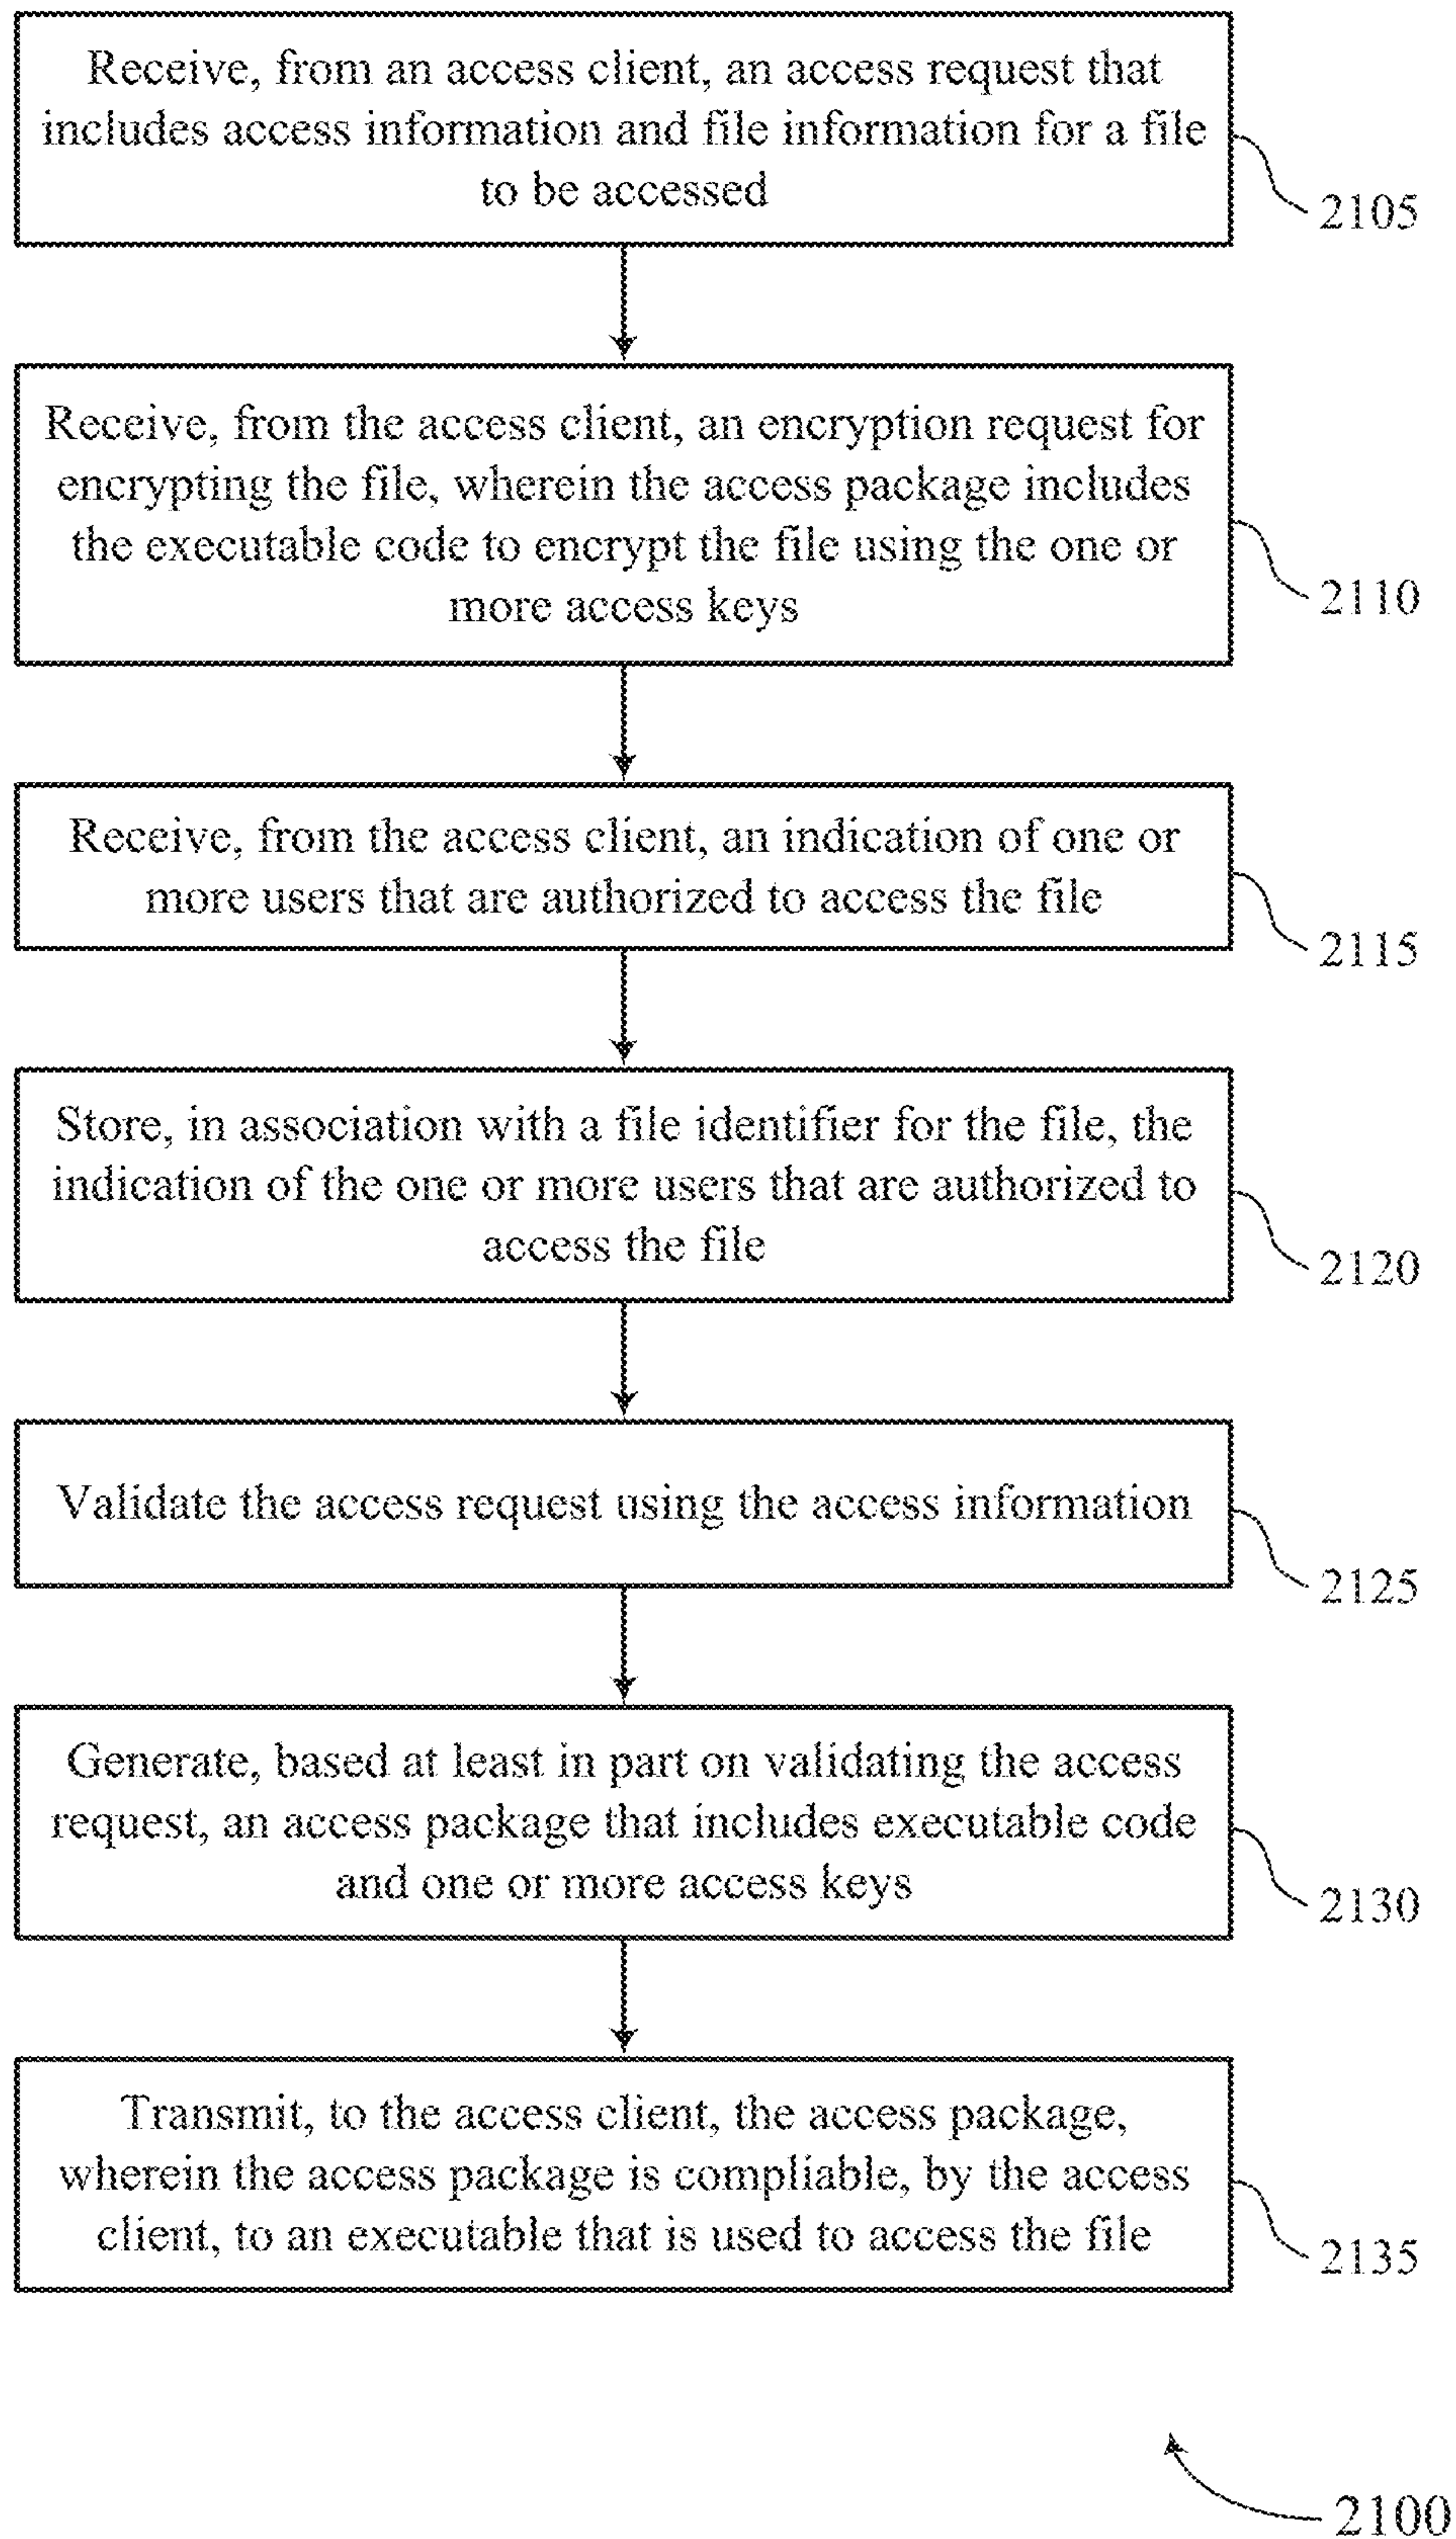 Receive, from an access client, an access request that
includes access information and file information for a file
to be accessed
2105
Receive, from the access client, an encryption request for
encrypting the file, wherein the access package includes
the executable code to encrypt the file using the one or
more access keys
2110
Receive, from the access client, an indication of one or
more users that are authorized to access the file
2115
Store, in association with a file identifier for the file, the
indication of the one or more users that are authorized to
access the file
2120
Validate the access request using the access information
2125
Generate, based at least in part on validating the access
request, an access package that includes executable code
and one or more access keys
2130
Transmit, to the access client, the access package,
wherein the access package is compliable, by the access
client, to an executable that is used to access the file
2135
2100